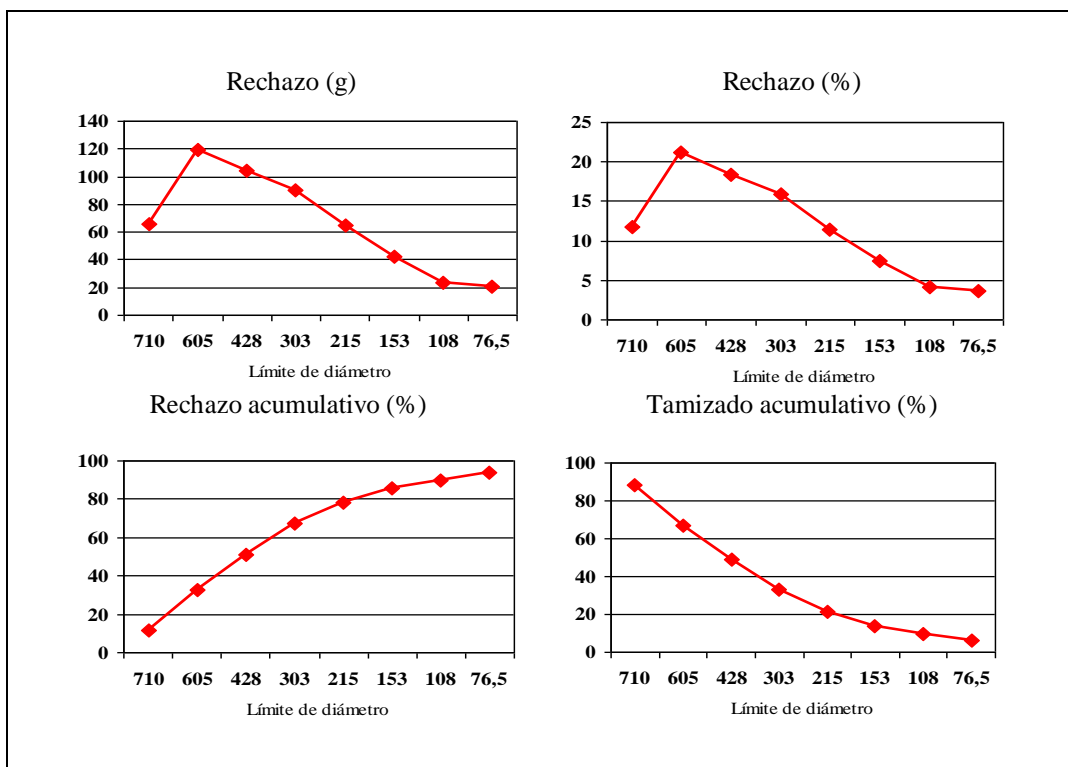 Rechazo (g)
140
120
100
80
60
40
20
0
710 605 428 303 215 153 108 76,5
Límite de diámetro
Rechazo (%)
25
20
15
10
5
0
710 605 428 303 215 153 108 76,5
Límite de diámetro
Rechazo acumulativo (%)
100
80
60
40
20
0
710 605 428 303 215 153 108 76,5
Límite de diámetro
Tamizado acumulativo (%)
100
80
60
40
20
0
710 605 428 303 215 153 108 76,5
Límite de diámetro